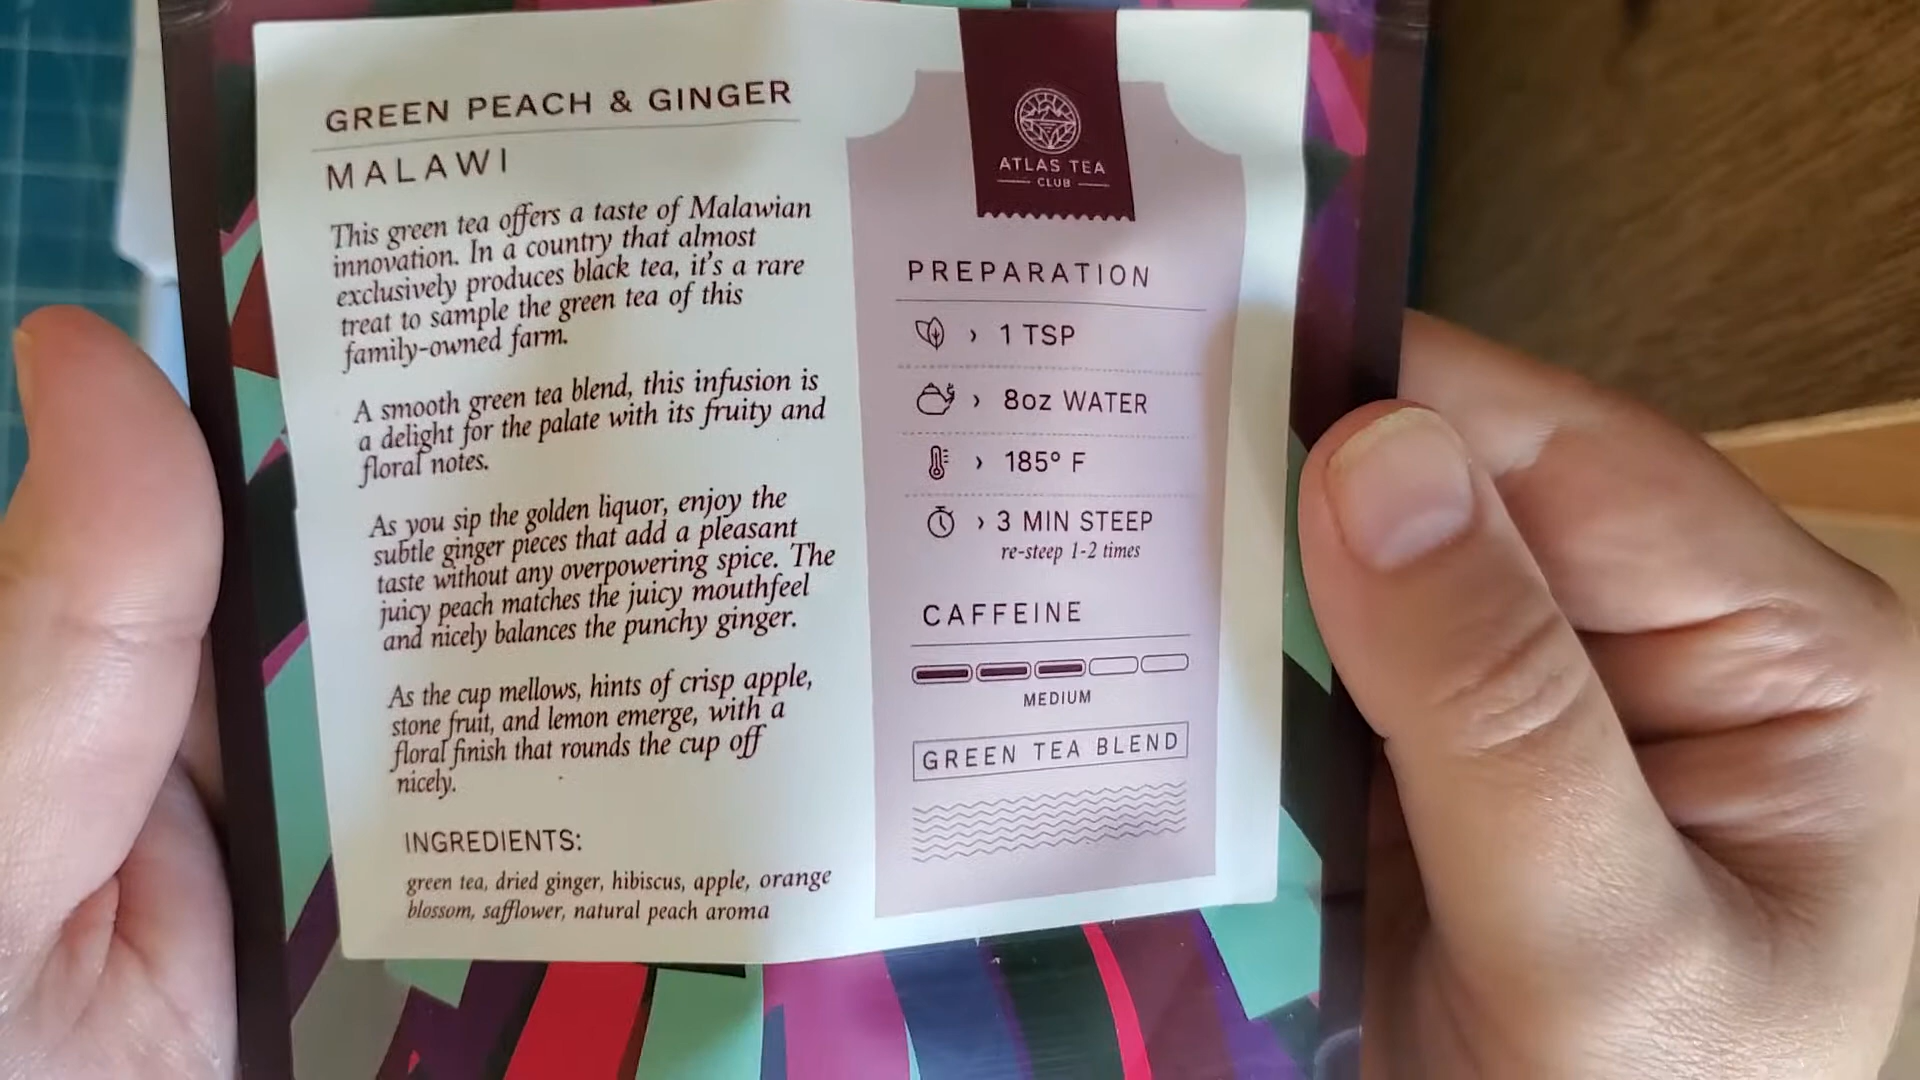 GREEN PEACH & GINGER
MALAWI
This green tea offers a taste of Malawian
innovation. In a country that almost
exclusively produces black tea, it's a rare
treat to sample the green tea of this
family-owned farm.
A smooth green tea blend, this infusion is
a delight for the palate with its fruity and
floral notes.
As you sip the golden liquor, enjoy the
subtle ginger pieces that add a pleasant
taste without any overpowering spice. The
juicy peach matches the juicy mouthfeel
and nicely balances the punchy ginger.
As the cup mellows, hints of crisp apple,
stone fruit, and lemon emerge, with a
floral finish that rounds the cup off
nicely.
INGREDIENTS:
green tea, dried ginger, hibiscus, apple, orange
blossom, safflower, natural peach aroma
ATLAS TEA
CLUB
PREPARATION
› 1 TSP
› 8oz WATER
› 185° F
› 3 MIN STEEP
re-steep 1-2 times
CAFFEINE
MEDIUM
GREEN TEA BLEND